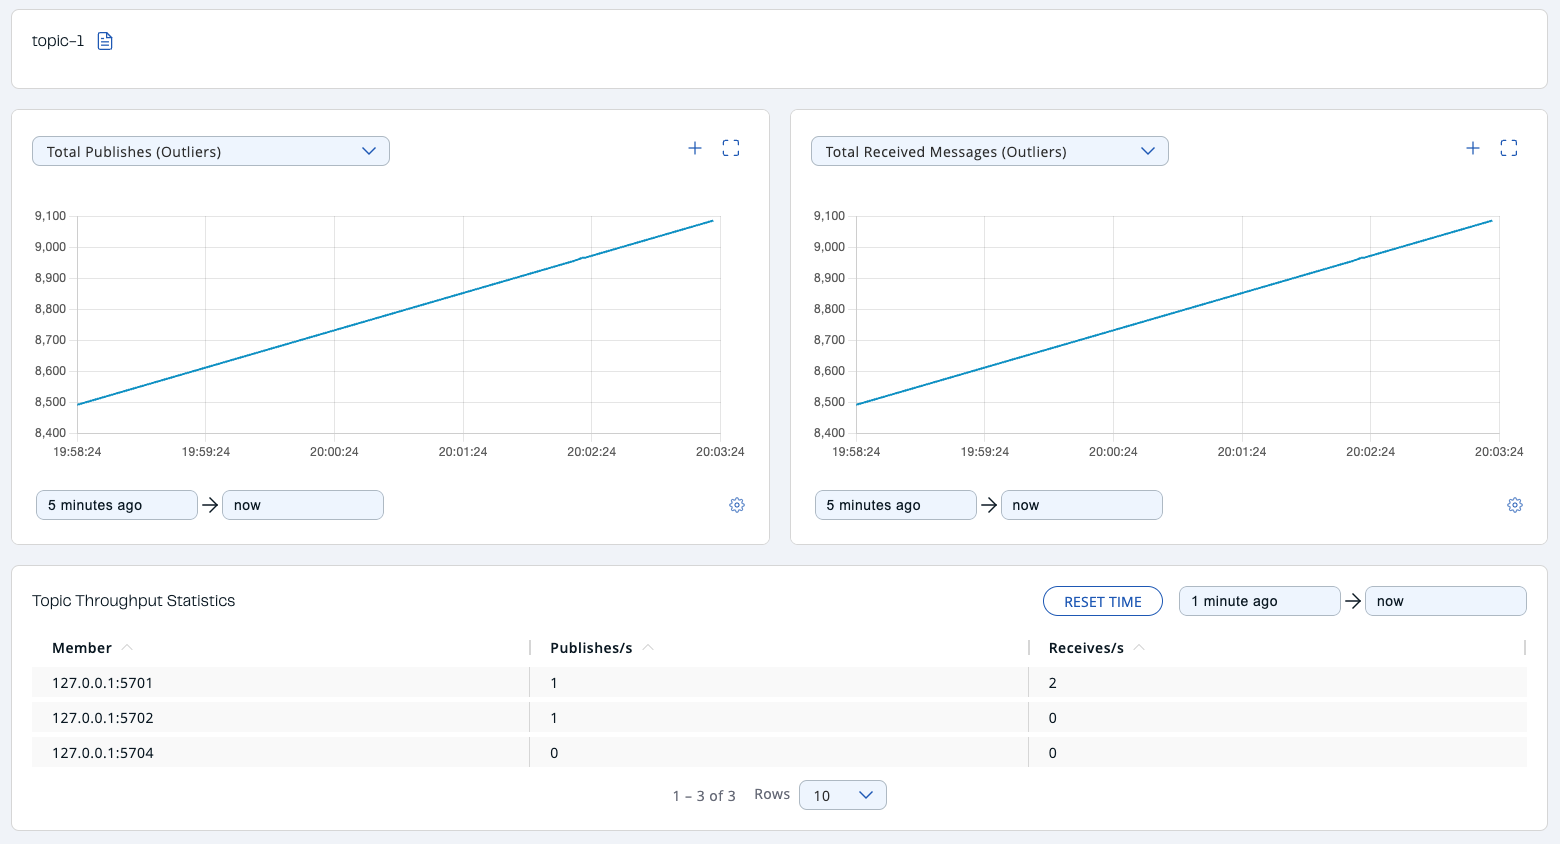 topic-1
Total Publishes (Outliers)
9,100
9,000
8,900
8,800
8,700
8,600
8,500
8,400
19:58:24 19:59:24 20:00:24 20:01:24 20:02:24 20:03:24
5 minutes ago → now
Total Received Messages (Outliers)
9,100
9,000
8,900
8,800
8,700
8,600
8,500
8,400
19:58:24 19:59:24 20:00:24 20:01:24 20:02:24 20:03:24
5 minutes ago → now
Topic Throughput Statistics RESET TIME 1 minute ago → now
Member Publishes/s Receives/s
127.0.0.1:5701 1 2
127.0.0.1:5702 1 0
127.0.0.1:5704 0 0
1 – 3 of 3 Rows 10